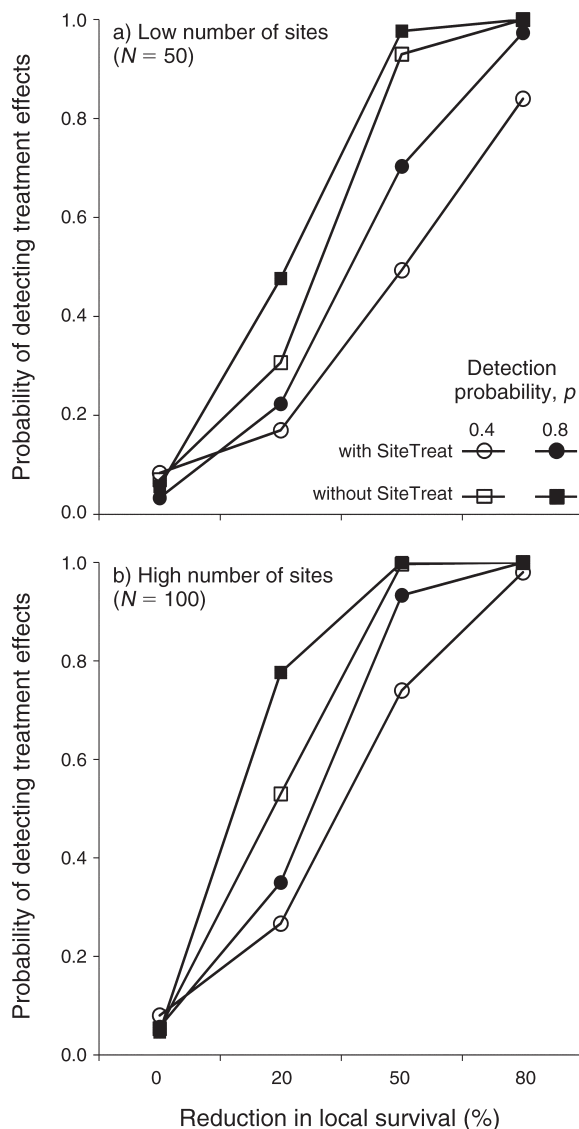 a) Low number of sites
(N = 50)
Probability of detecting treatment effects
1.0
0.8
0.6
0.4
0.2
0.0
Detection
probability, p
0.4 0.8
with SiteTreat
without SiteTreat
b) High number of sites
(N = 100)
Probability of detecting treatment effects
1.0
0.8
0.6
0.4
0.2
0.0
0 20 50 80
Reduction in local survival (%)